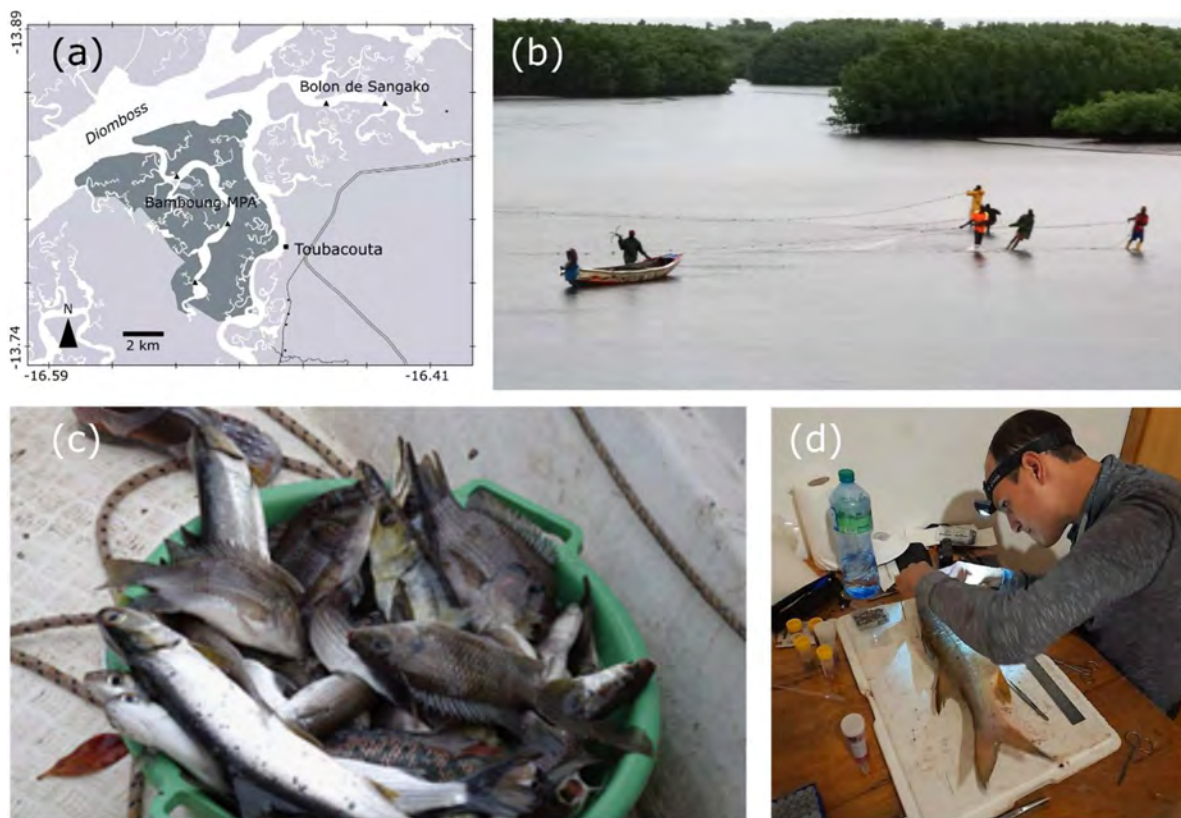 (a)
-13.89
Bolon de Sangako
Diomboss
Bamboung MPA
Toubacouta
N
2 km
-13.74
-16.59
-16.41
(b)
(c)
(d)